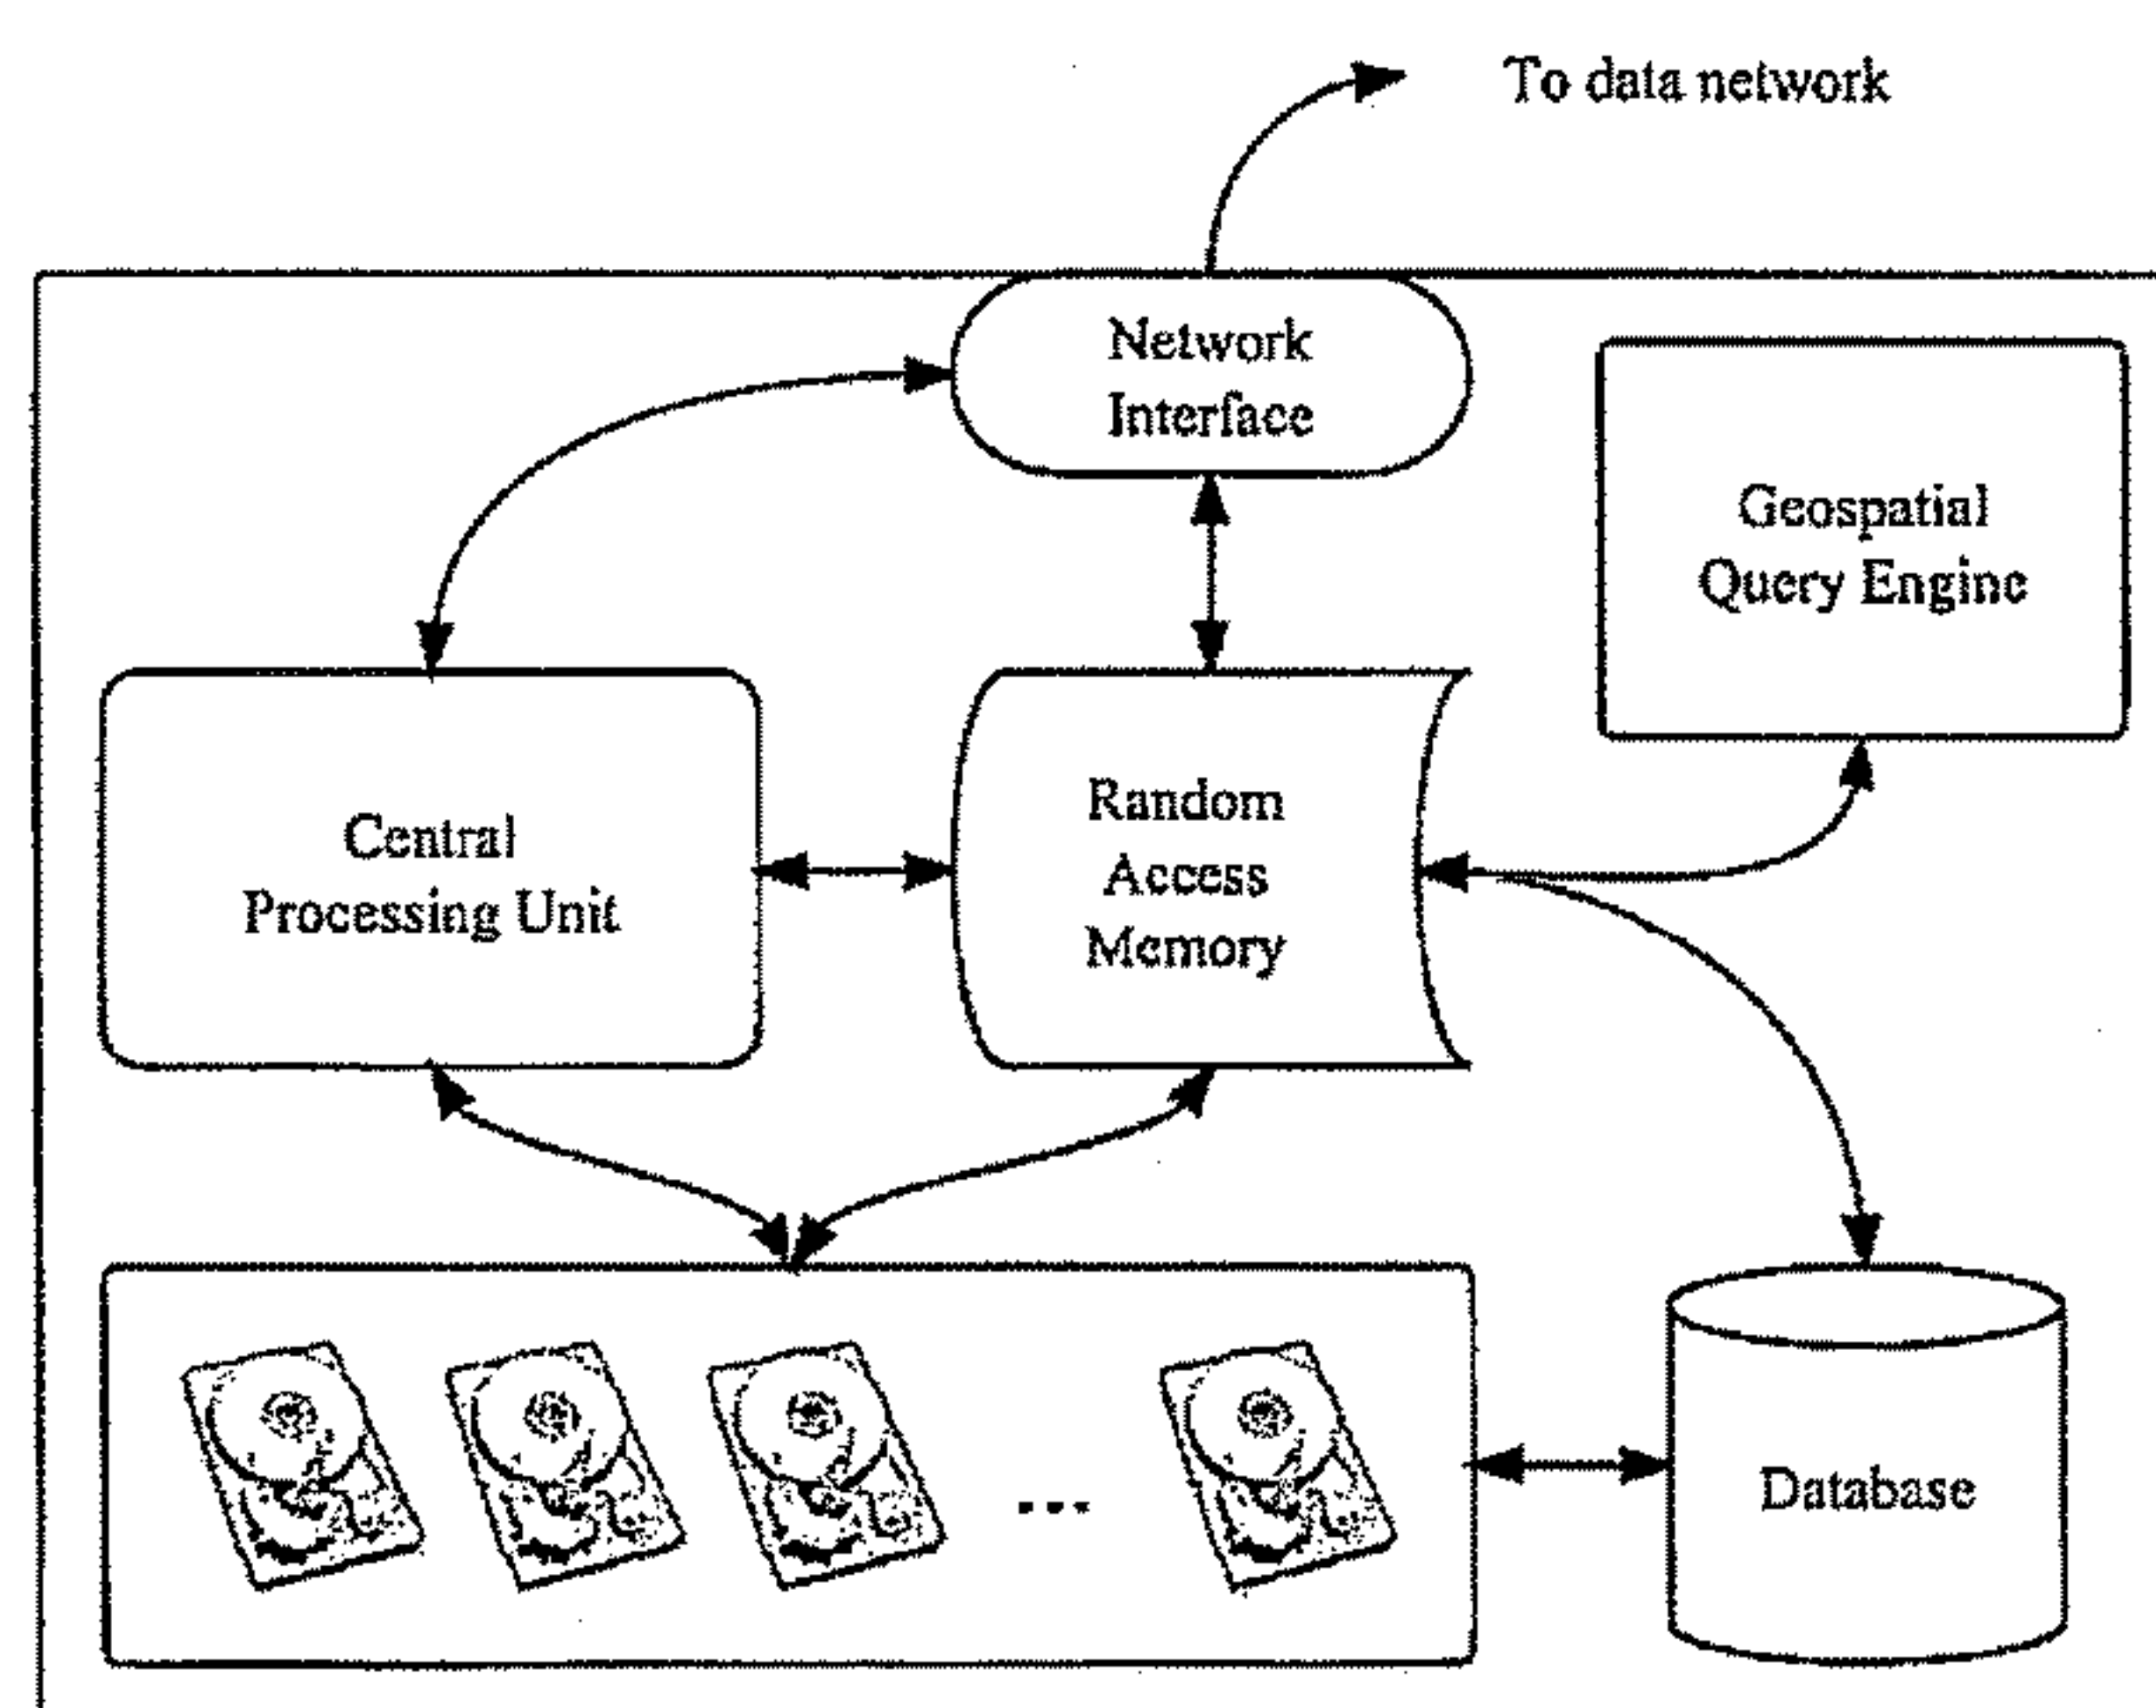 To data network
Network
Interface
Geospatial
Query Engine
Central
Processing Unit
Random
Access
Memory
...
Database